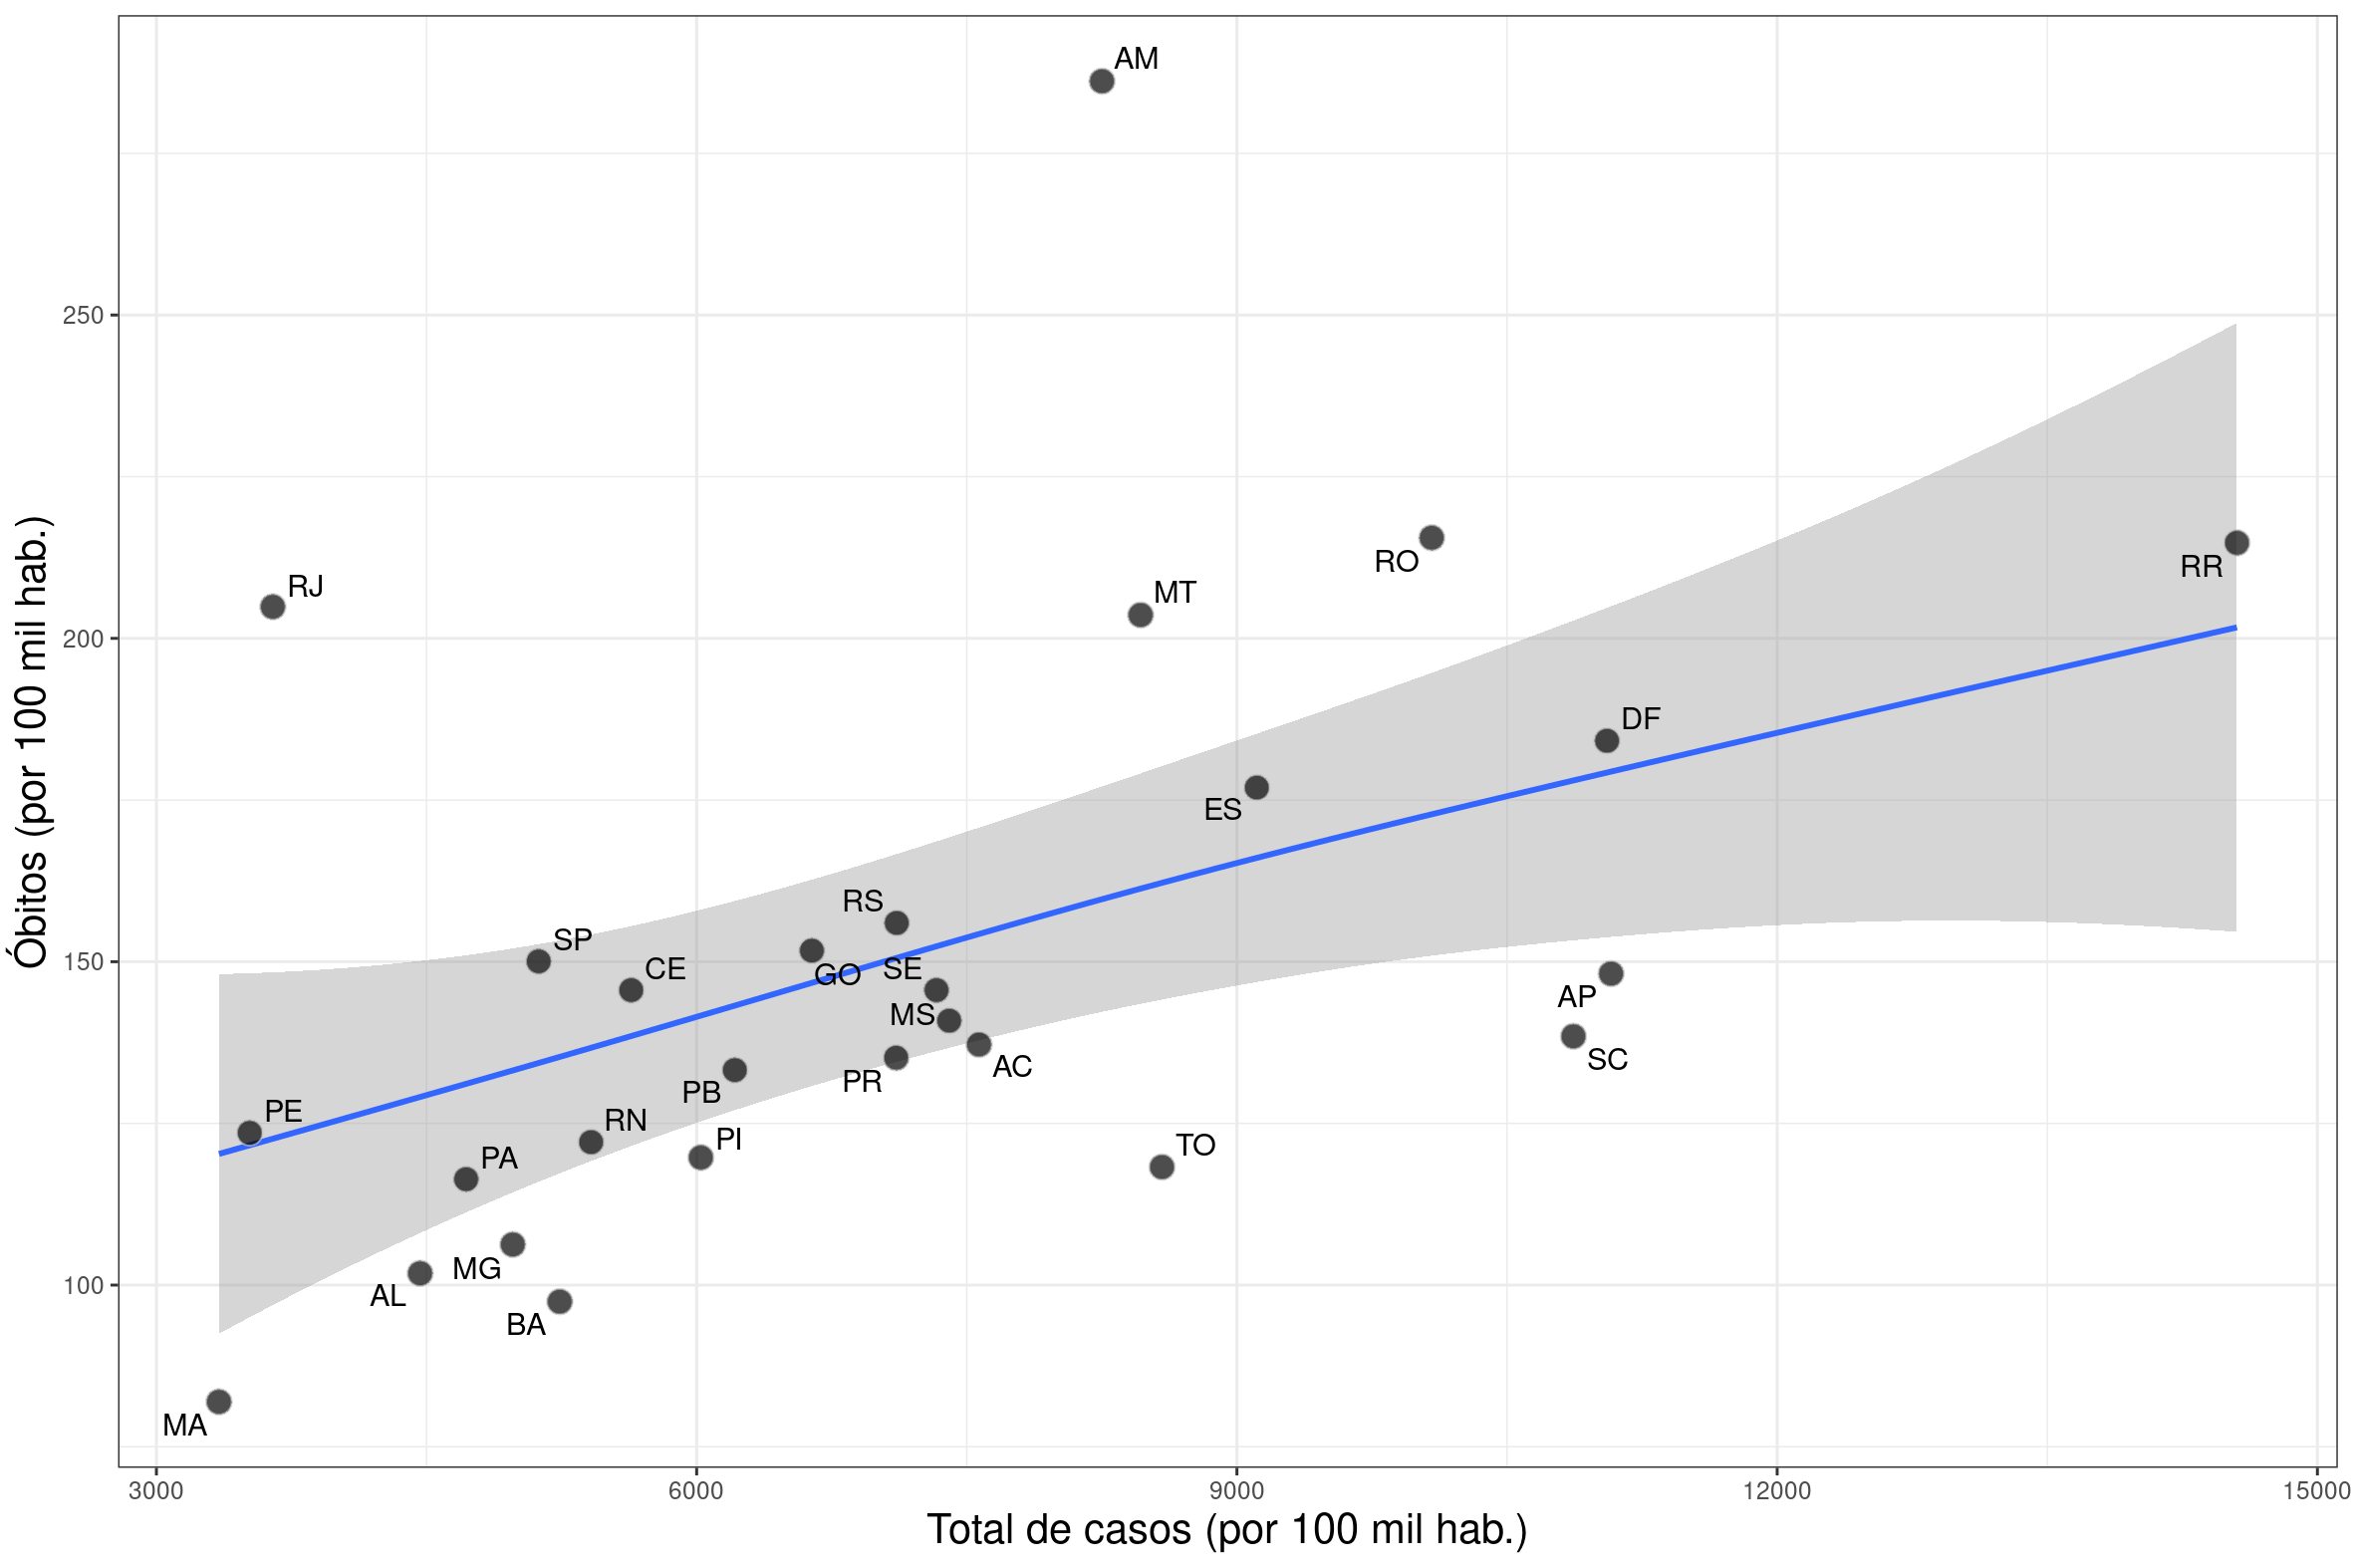 AM
250
RJ
MT
RO
RR
200
DF
ES
RS
SP
CE
GO
SE
150
MS
AP
PR
AC
SC
PB
PE
RN
PI
TO
PA
MG
AL
100
BA
MA
3000
6000
9000
12000
15000
Total de casos (por 100 mil hab.)
Óbitos (por 100 mil hab.)